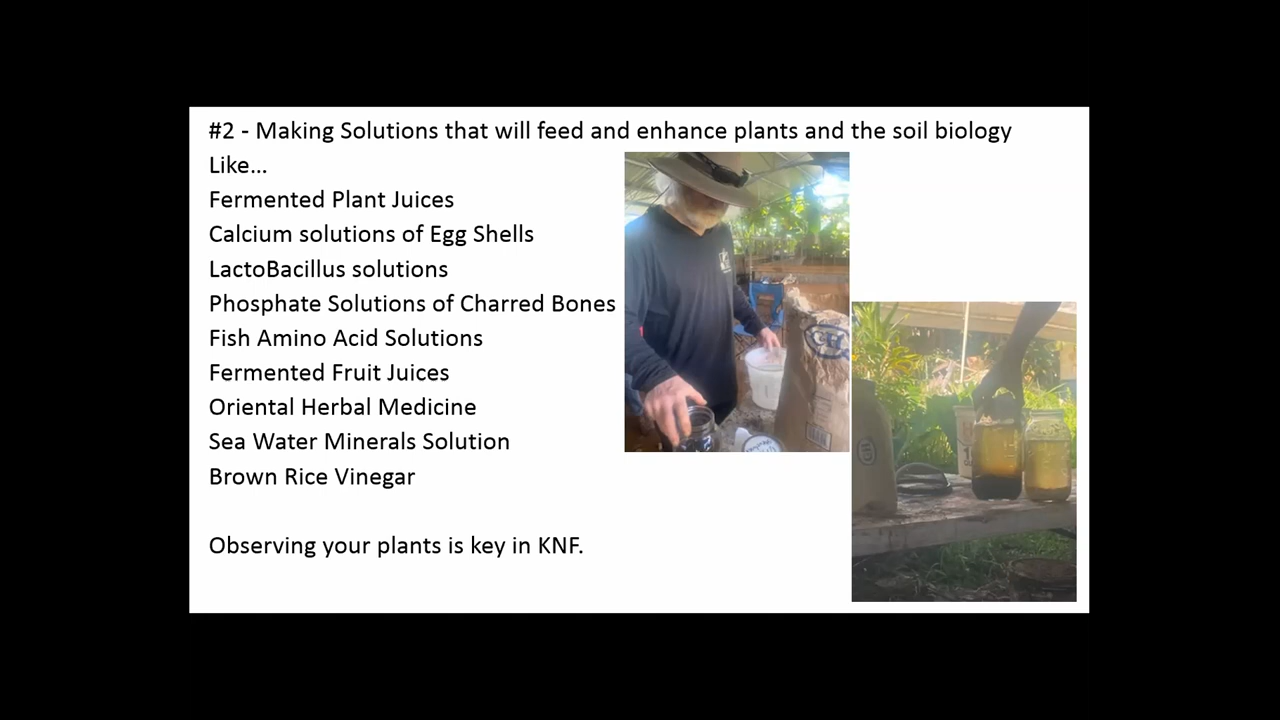 #2 - Making Solutions that will feed and enhance plants and the soil biology
Like...
Fermented Plant Juices
Calcium solutions of Egg Shells
LactoBacillus solutions
Phosphate Solutions of Charred Bones
Fish Amino Acid Solutions
Fermented Fruit Juices
Oriental Herbal Medicine
Sea Water Minerals Solution
Brown Rice Vinegar
Observing your plants is key in KNF.